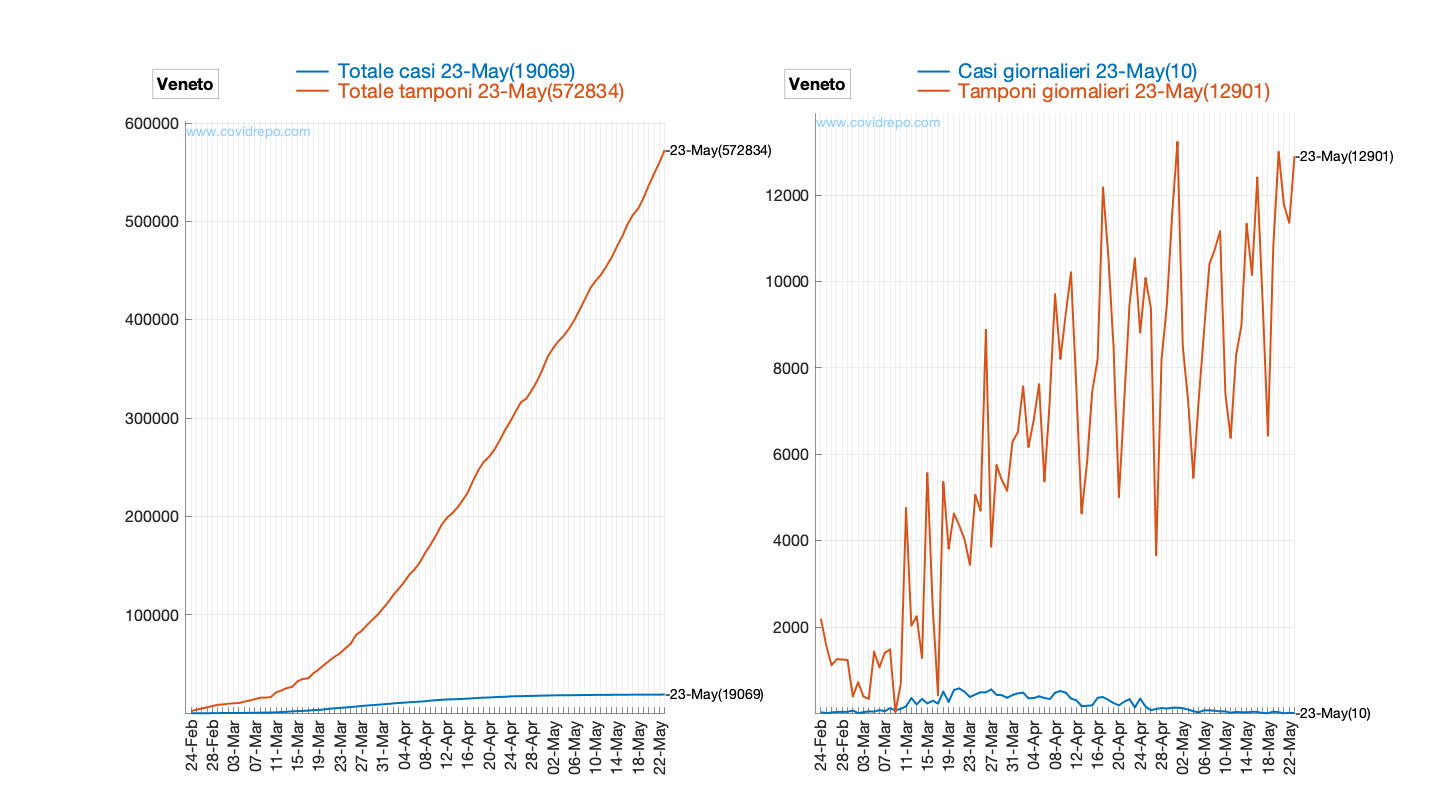 Veneto
Totale casi 23-May(19069)
Totale tamponi 23-May(572834)
www.covidrepo.com
600000
500000
400000
300000
200000
100000
-23-May(572834)
-23-May(19069)
24-Feb
28-Feb
03-Mar
07-Mar
11-Mar
15-Mar
19-Mar
23-Mar
27-Mar
31-Mar
04-Apr
08-Apr
12-Apr
16-Apr
20-Apr
24-Apr
28-Apr
02-May
06-May
10-May
14-May
18-May
22-May
Veneto
Casi giornalieri 23-May(10)
Tamponi giornalieri 23-May(12901)
www.covidrepo.com
12000
10000
8000
6000
4000
2000
-23-May(12901)
-23-May(10)
24-Feb
28-Feb
03-Mar
07-Mar
11-Mar
15-Mar
19-Mar
23-Mar
27-Mar
31-Mar
04-Apr
08-Apr
12-Apr
16-Apr
20-Apr
24-Apr
28-Apr
02-May
06-May
10-May
14-May
18-May
22-May